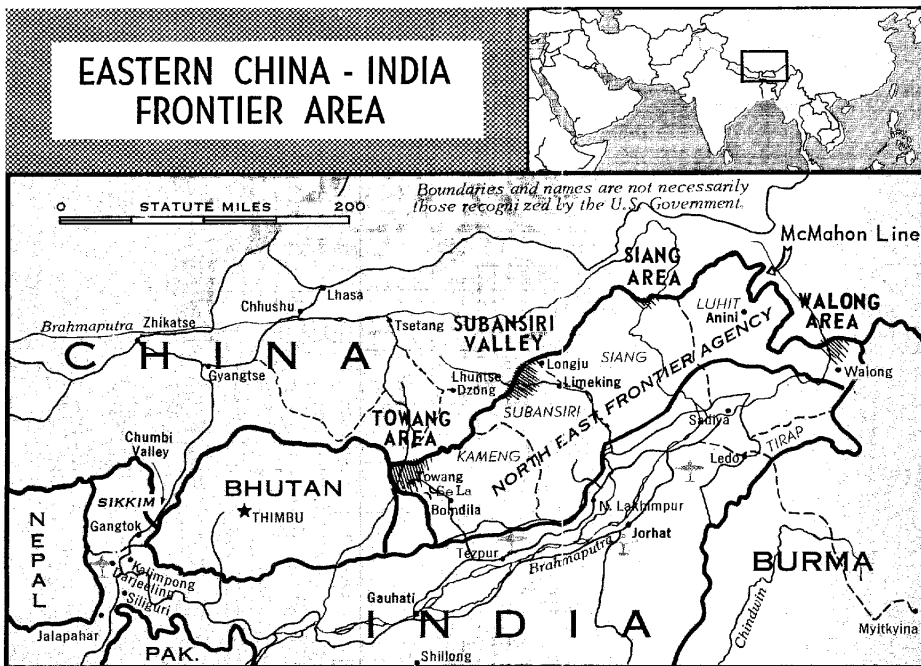 EASTERN CHINA - INDIA
FRONTIER AREA
Boundaries and names are not necessarily
those recognized by the U.S. Government.
0 STATUTE MILES 200
McMahon Line
SIANG
AREA
LUHIT
Anini
WALONG
AREA
Lhasa
Chhushu
Brahmaputra
Zhikatse
Tsetang
SUBANSIRI
VALLEY
CHINA
Gyangtse
Longju
SIANG
Walong
Lhuntse
Dzong
Limeking
NORTH EAST FRONTIER AGENCY
SUBANSIRI
TOWANG
AREA
Sadiya
Chumbi
Valley
KAMENG
Ledo
TIRAP
Towang
Se La
BHUTAN
SIKKIM
Bomdila
THIMBU
N. Lakhimpur
NEPAL
Gangtok
Jorhat
Tezpur
Brahmaputra
BURMA
Kalimpong
Darjeeling
Siliguri
Gauhati
INDIA
Chindwin
Jalapahar
Myitkyina
PAK.
Shillong